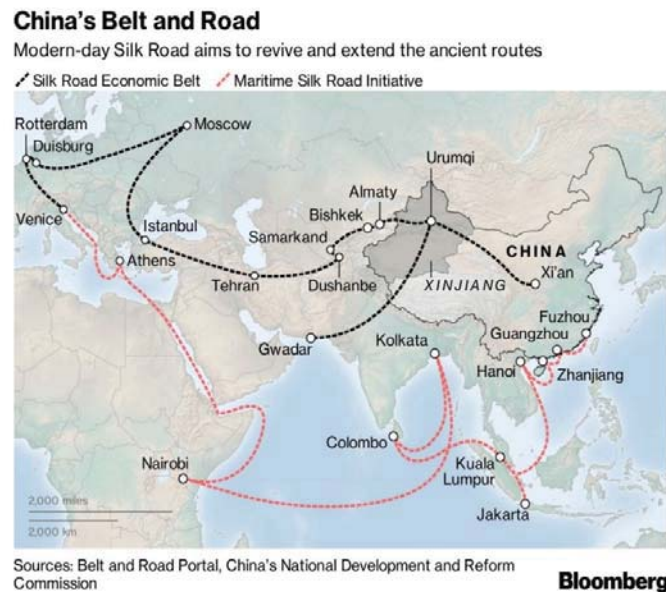 China's Belt and Road
Modern-day Silk Road aims to revive and extend the ancient routes
Silk Road Economic Belt Maritime Silk Road Initiative
Rotterdam
Duisburg
Moscow
Urumqi
Almaty
Bishkek
Venice
Istanbul
Samarkand
CHINA
Athens
Xi'an
Tehran
Dushanbe
XINJIANG
Fuzhou
Gwadar
Kolkata
Guangzhou
Hanoi
Zhanjiang
Colombo
Nairobi
Kuala
Lumpur
2,000 miles
Jakarta
2,000 km
Sources: Belt and Road Portal, China's National Development and Reform
Commission
Bloomberg